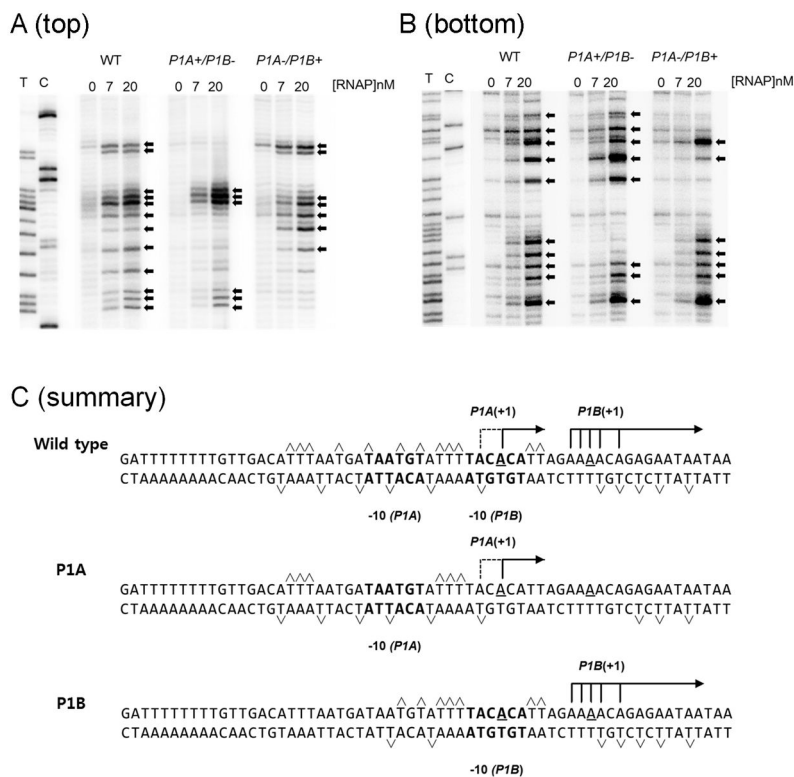 A (top)
WT P1A+/P1B- P1A-/P1B+
T C 0 7 20 0 7 20 0 7 20 [RNAP]nM
B (bottom)
WT P1A+/P1B- P1A-/P1B+
T C 0 7 20 0 7 20 0 7 20 [RNAP]nM
C (summary)
P1A(+1) P1B(+1)
Wild type
GATTTTTTTTGTTGACATTTAATGATAATGTATTTTACACATTAGAAAACAGAGAATAATAA
CTAAAAAAAACAACTGTAAATTACTATTACATAAAATGTGTAATCTTTTGTCTCTTATTATT
-10 (P1A) -10 (P1B)
P1A(+1)
P1A
GATTTTTTTTGTTGACATTTAATGATAATGTATTTTACACATTAGAAAACAGAGAATAATAA
CTAAAAAAAACAACTGTAAATTACTATTACATAAAATGTGTAATCTTTTGTCTCTTATTATT
-10 (P1A)
P1B(+1)
P1B
GATTTTTTTTGTTGACATTTAATGATAATGTATTTTACACATTAGAAAACAGAGAATAATAA
CTAAAAAAAACAACTGTAAATTACTATTACATAAAATGTGTAATCTTTTGTCTCTTATTATT
-10 (P1B)